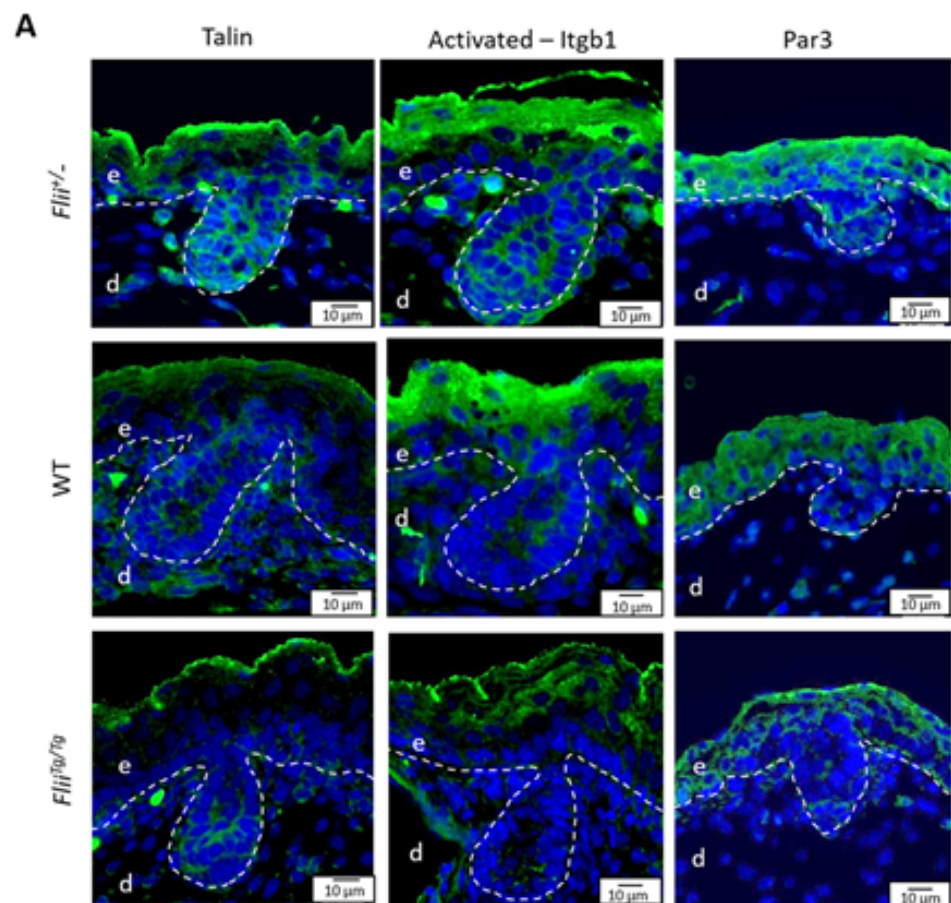 A
Talin Activated – Itgb1 Par3
Flii+/-
e e e
d d d
10 µm 10 µm 10 µm
WT
e e e
d d d
10 µm 10 µm 10 µm
FliiTg/Tg
e e e
d d d
10 µm 10 µm 10 µm